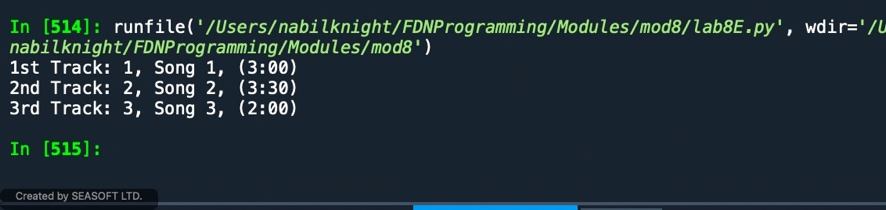 In [514]: runfile('/Users/nabilknight/FDNProgramming/Modules/mod8/lab8E.py', wdir='/U
nabilknight/FDNProgramming/Modules/mod8')
1st Track: 1, Song 1, (3:00)
2nd Track: 2, Song 2, (3:30)
3rd Track: 3, Song 3, (2:00)
In [515]:
Created by SEASOFT LTD.